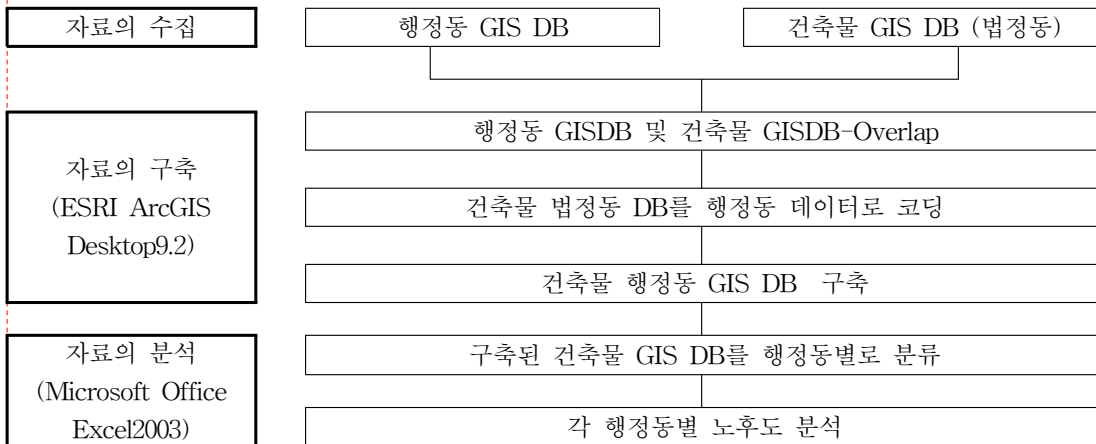 자료의 수집
행정동 GIS DB
건축물 GIS DB (법정동)
자료의 구축
(ESRI ArcGIS
Desktop9.2)
행정동 GISDB 및 건축물 GISDB-Overlap
건축물 법정동 DB를 행정동 데이터로 코딩
건축물 행정동 GIS DB 구축
자료의 분석
(Microsoft Office
Excel2003)
구축된 건축물 GIS DB를 행정동별로 분류
각 행정동별 노후도 분석